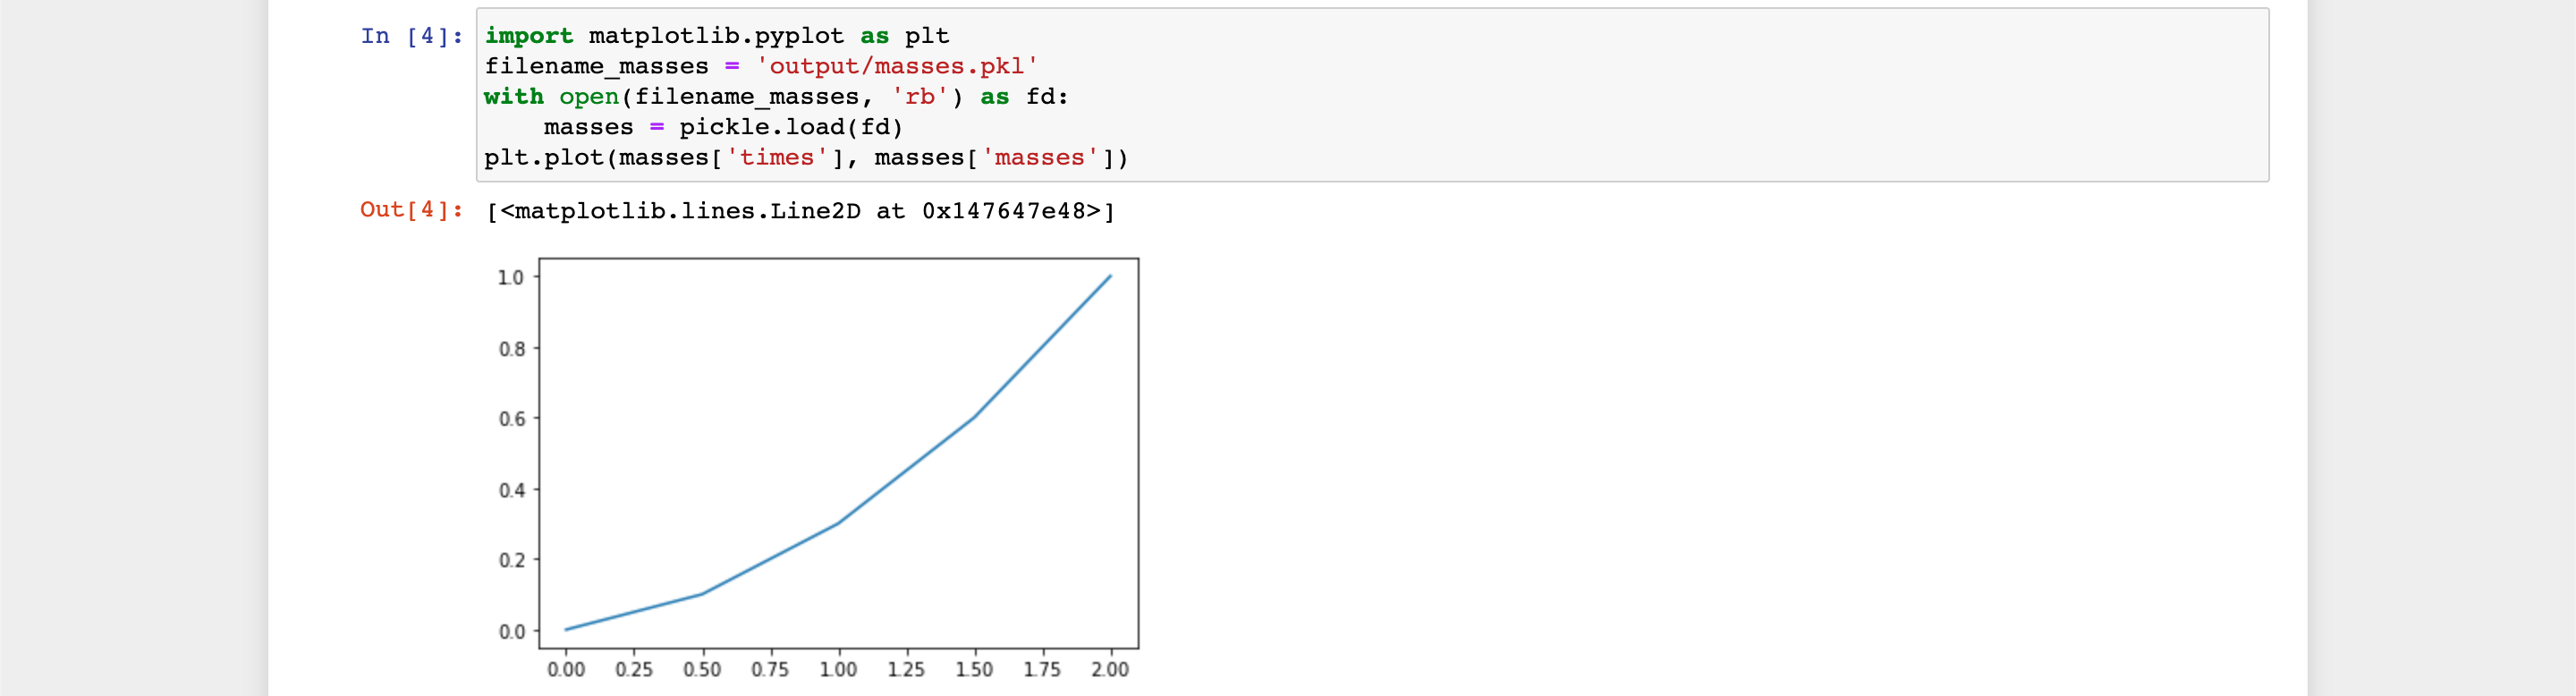 In [4]: import matplotlib.pyplot as plt
filename_masses = 'output/masses.pkl'
with open(filename_masses, 'rb') as fd:
    masses = pickle.load(fd)
plt.plot(masses['times'], masses['masses'])
Out[4]: [<matplotlib.lines.Line2D at 0x147647e48>]
1.0
0.8
0.6
0.4
0.2
0.0
0.00 0.25 0.50 0.75 1.00 1.25 1.50 1.75 2.00